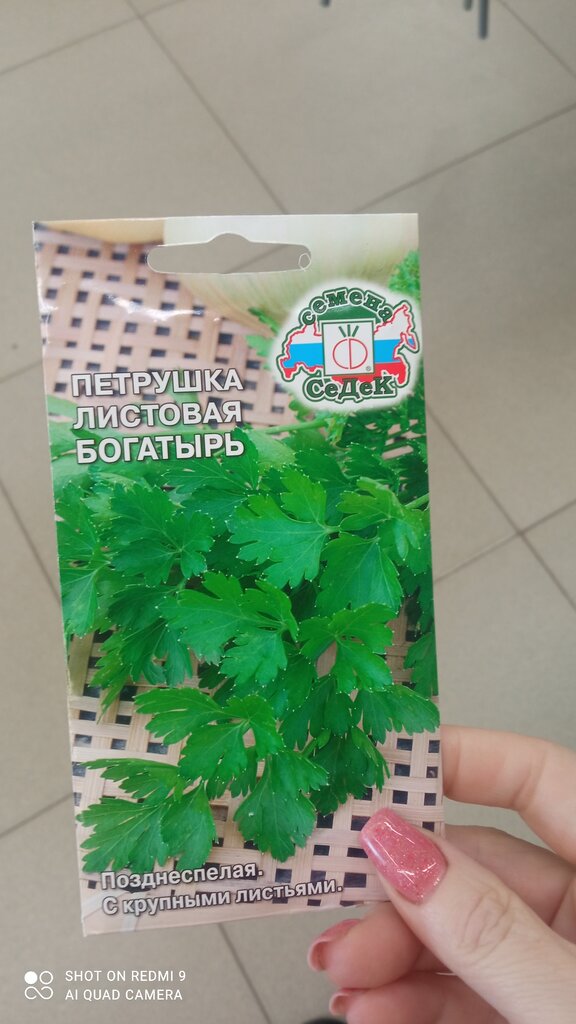 семена
СеДеК
®
ПЕТРУШКА
ЛИСТОВАЯ
БОГАТЫРЬ
Позднеспелая.
С крупными листьями.
SHOT ON REDMI 9
AI QUAD CAMERA